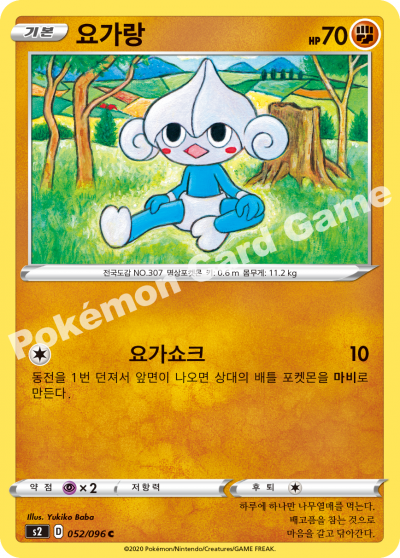 기본 요가랑 HP 70
전국도감 NO.307 명상포켓몬 키: 0.6 m 몸무게: 11.2 kg
Pokémon Card Game
요가쇼크 10
동전을 1번 던져서 앞면이 나오면 상대의 배틀 포켓몬을 마비로
만든다.
약점 ×2 저항력 후퇴
Illus. Yukiko Baba
s2 D 052/096 C
하루에 하나만 나무열매를 먹는다.
배고픔을 참는 것으로
마음을 갈고 닦아간다.
©2020 Pokémon/Nintendo/Creatures/GAME FREAK.